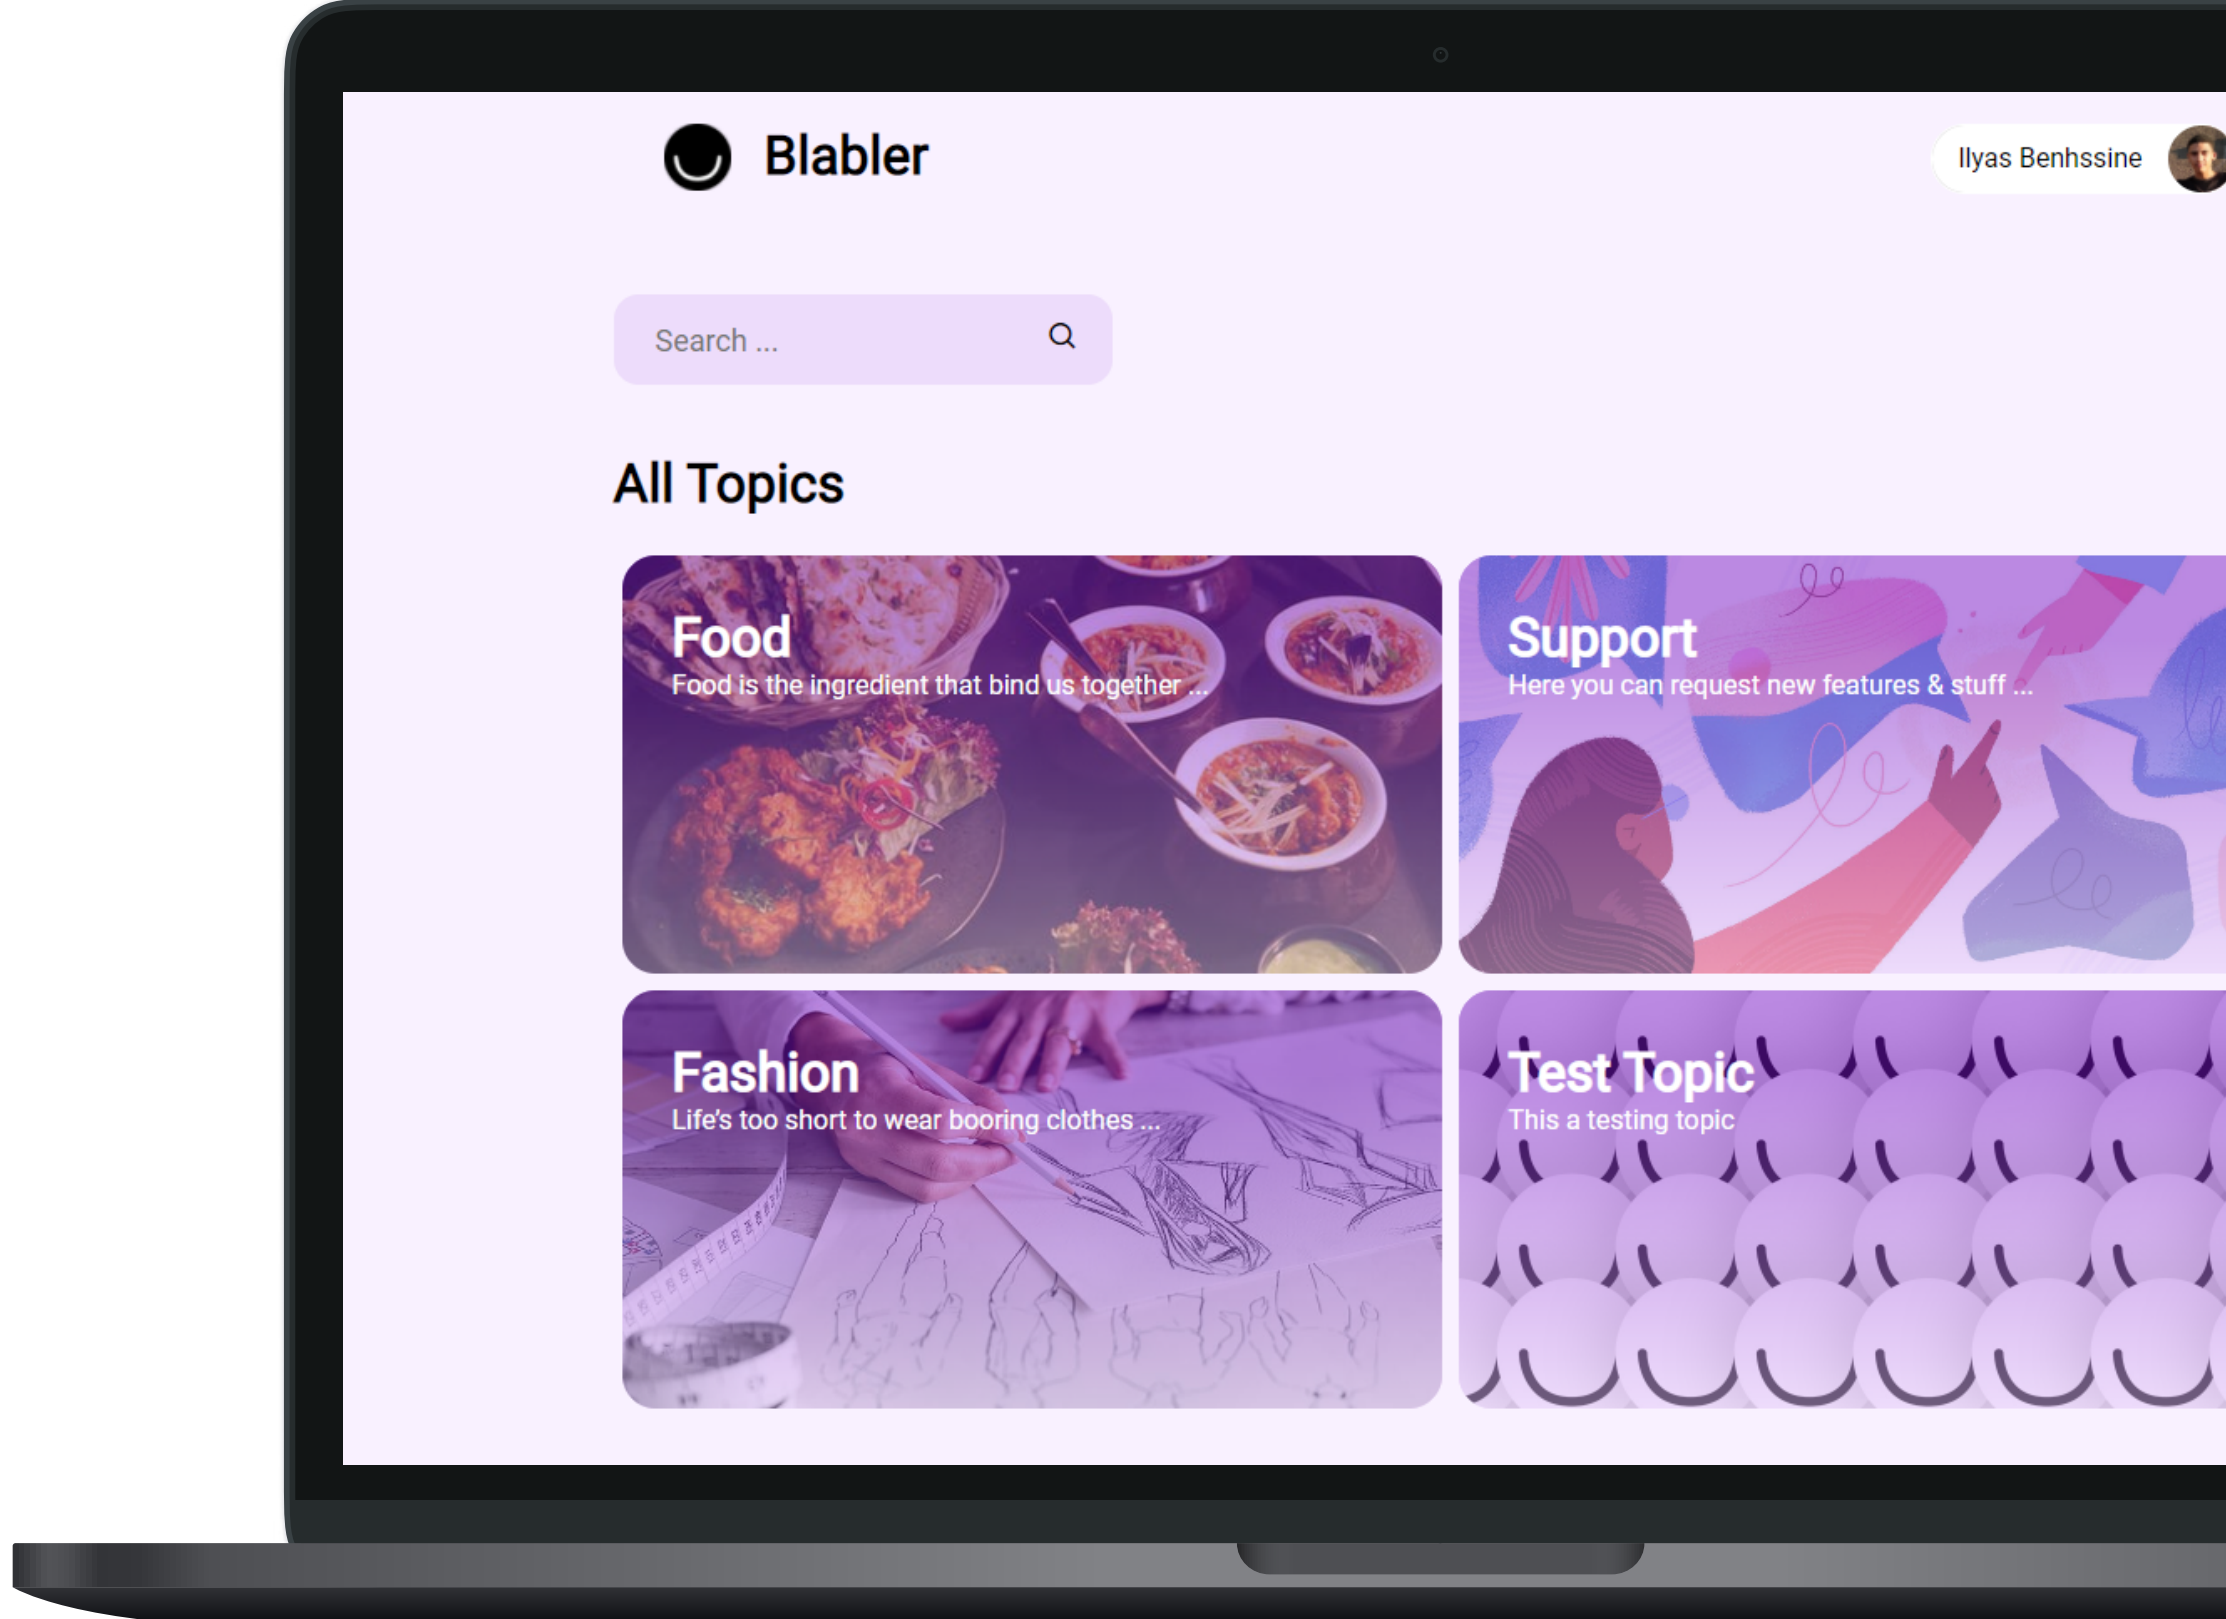 Blabler
Ilyas Benhssine
Search ...
All Topics
Food
Food is the ingredient that bind us together ...
Support
Here you can request new features & stuff ...
Fashion
Life's too short to wear booring clothes ...
Test Topic
This a testing topic